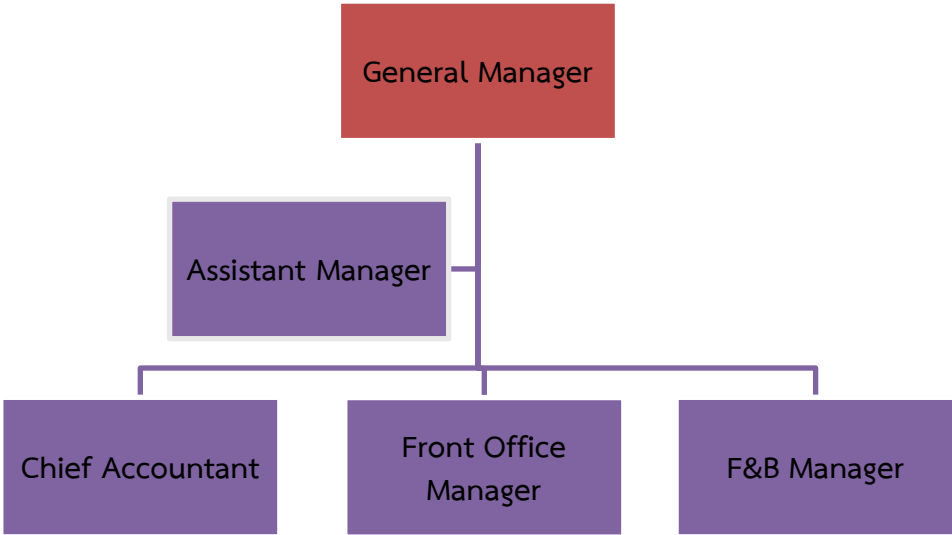 General Manager
Assistant Manager
Chief Accountant
Front Office
Manager
F&B Manager